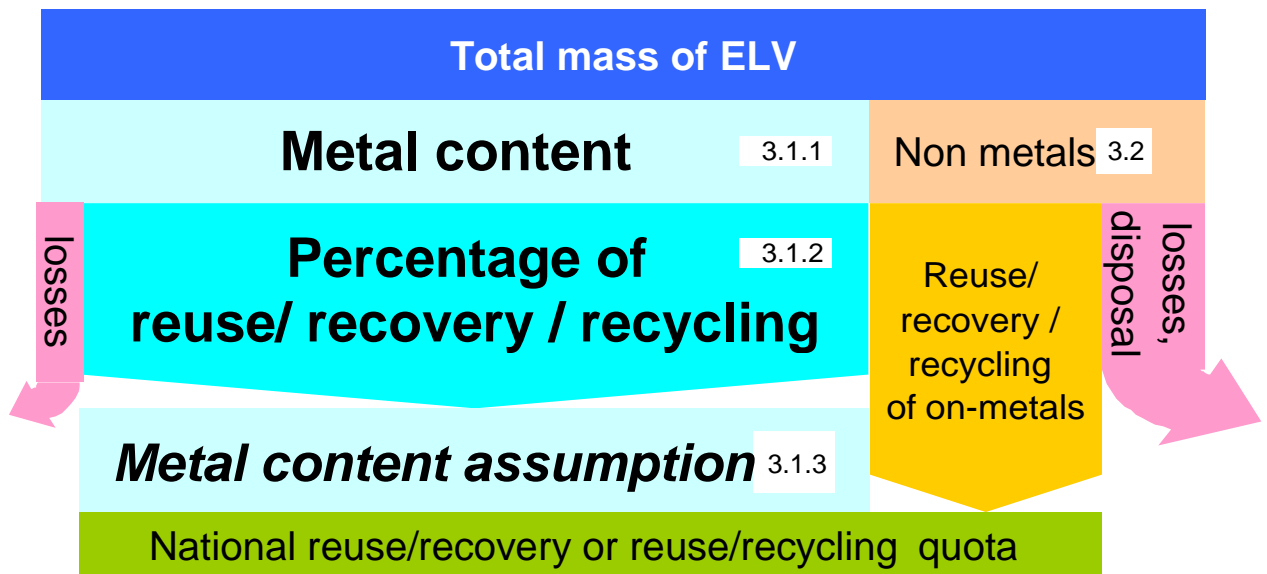 Total mass of ELV
Metal content 3.1.1
Non metals 3.2
losses
Percentage of 3.1.2
reuse/ recovery / recycling
Reuse/
recovery /
recycling
of on-metals
losses,
disposal
Metal content assumption 3.1.3
National reuse/recovery or reuse/recycling quota